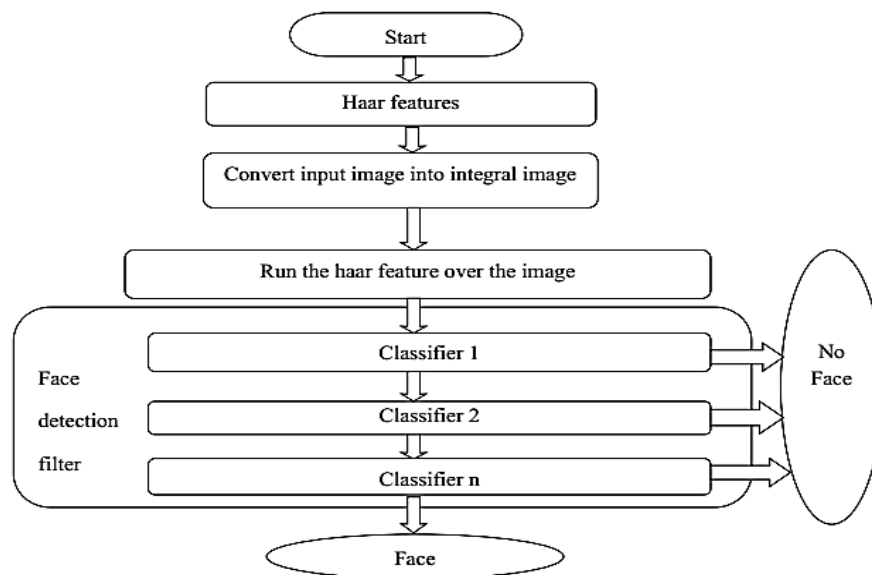 Start
Haar features
Convert input image into integral image
Run the haar feature over the image
Face
detection
filter
Classifier 1
Classifier 2
Classifier n
No
Face
Face